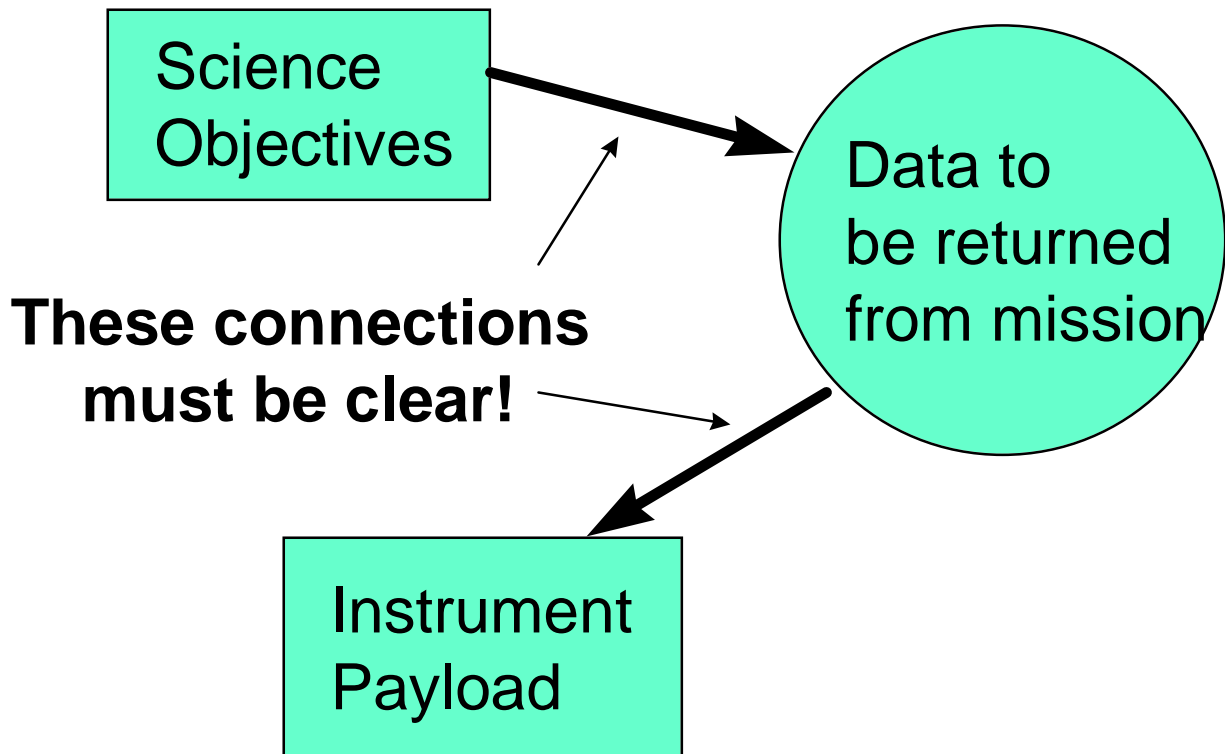 Science
Objectives
Data to
be returned
from mission
These connections
must be clear!
Instrument
Payload